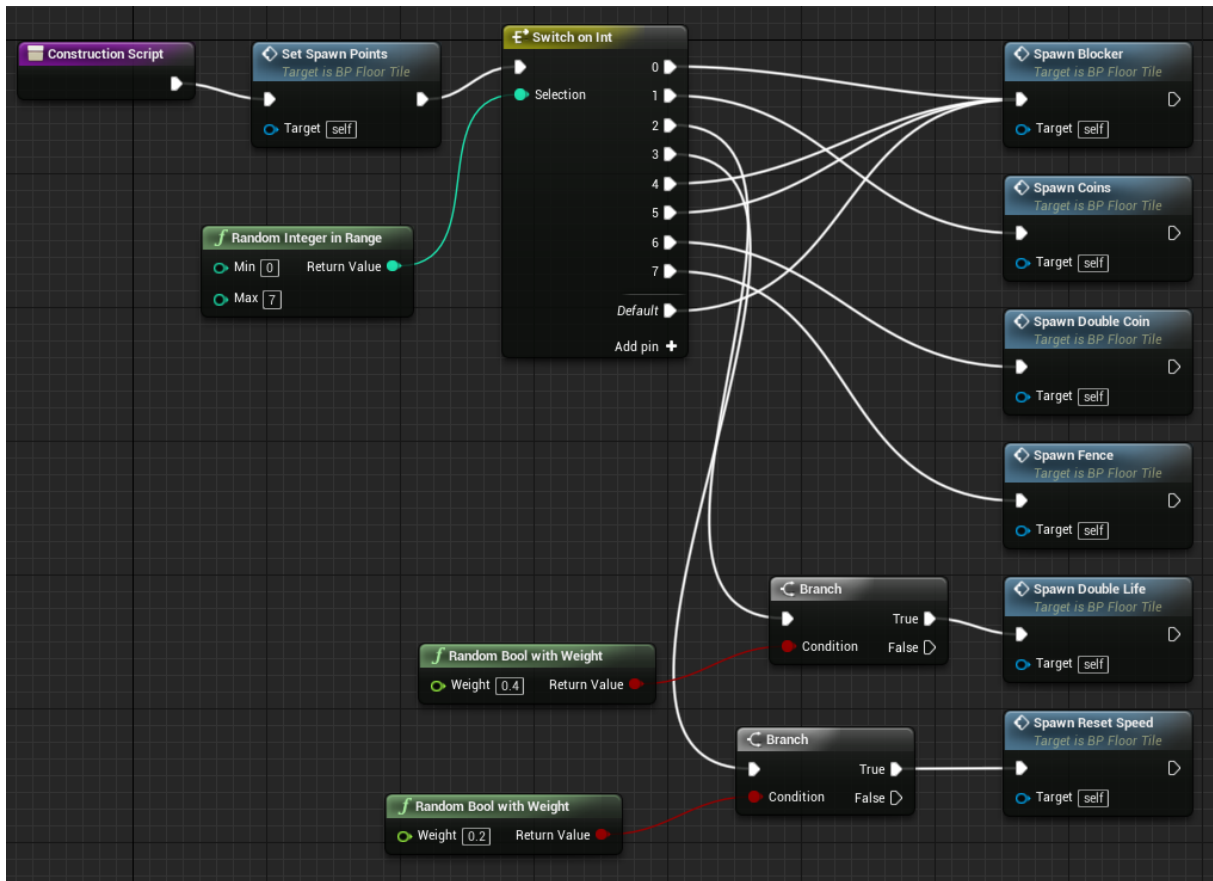 Construction Script
Set Spawn Points
Target is BP Floor Tile
Target self
Switch on Int
Selection
0
1
2
3
4
5
6
7
Default
Add pin
Random Integer in Range
Min 0 Return Value
Max 7
Spawn Blocker
Target is BP Floor Tile
Target self
Spawn Coins
Target is BP Floor Tile
Target self
Spawn Double Coin
Target is BP Floor Tile
Target self
Spawn Fence
Target is BP Floor Tile
Target self
Branch
True
Condition False
Spawn Double Life
Target is BP Floor Tile
Target self
Random Bool with Weight
Weight 0.4 Return Value
Branch
True
Condition False
Spawn Reset Speed
Target is BP Floor Tile
Target self
Random Bool with Weight
Weight 0.2 Return Value